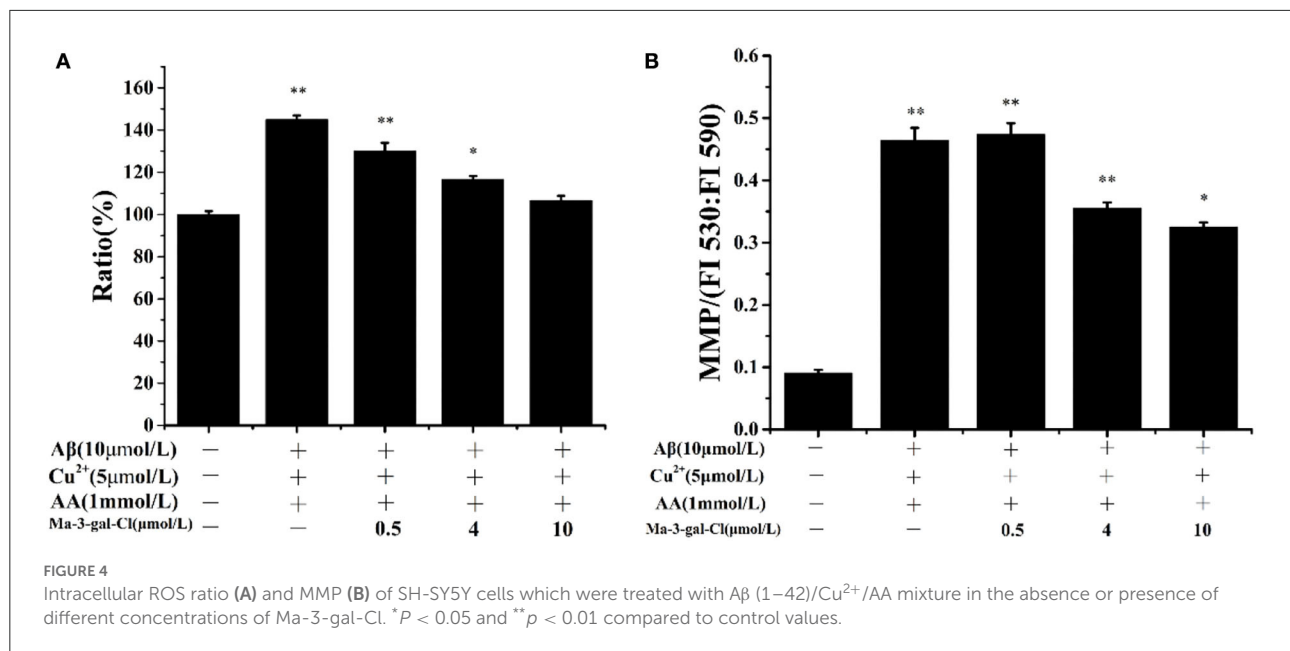 A
Ratio(%)
160
140
120
100
80
60
40
20
0
**
**
*
Aβ(10μmol/L) — + + + +
Cu²⁺(5μmol/L) — + + + +
AA(1mmol/L) — + + + +
Ma-3-gal-Cl(μmol/L) — — 0.5 4 10
B
MMP/(FI 530:FI 590)
0.6
0.5
0.4
0.3
0.2
0.1
0.0
**
**
**
*
Aβ(10μmol/L) — + + + +
Cu²⁺(5μmol/L) — + + + +
AA(1mmol/L) — + + + +
Ma-3-gal-Cl(μmol/L) — — 0.5 4 10
FIGURE 4
Intracellular ROS ratio (A) and MMP (B) of SH-SY5Y cells which were treated with Aβ (1–42)/Cu²⁺/AA mixture in the absence or presence of
different concentrations of Ma-3-gal-Cl. *P < 0.05 and **p < 0.01 compared to control values.